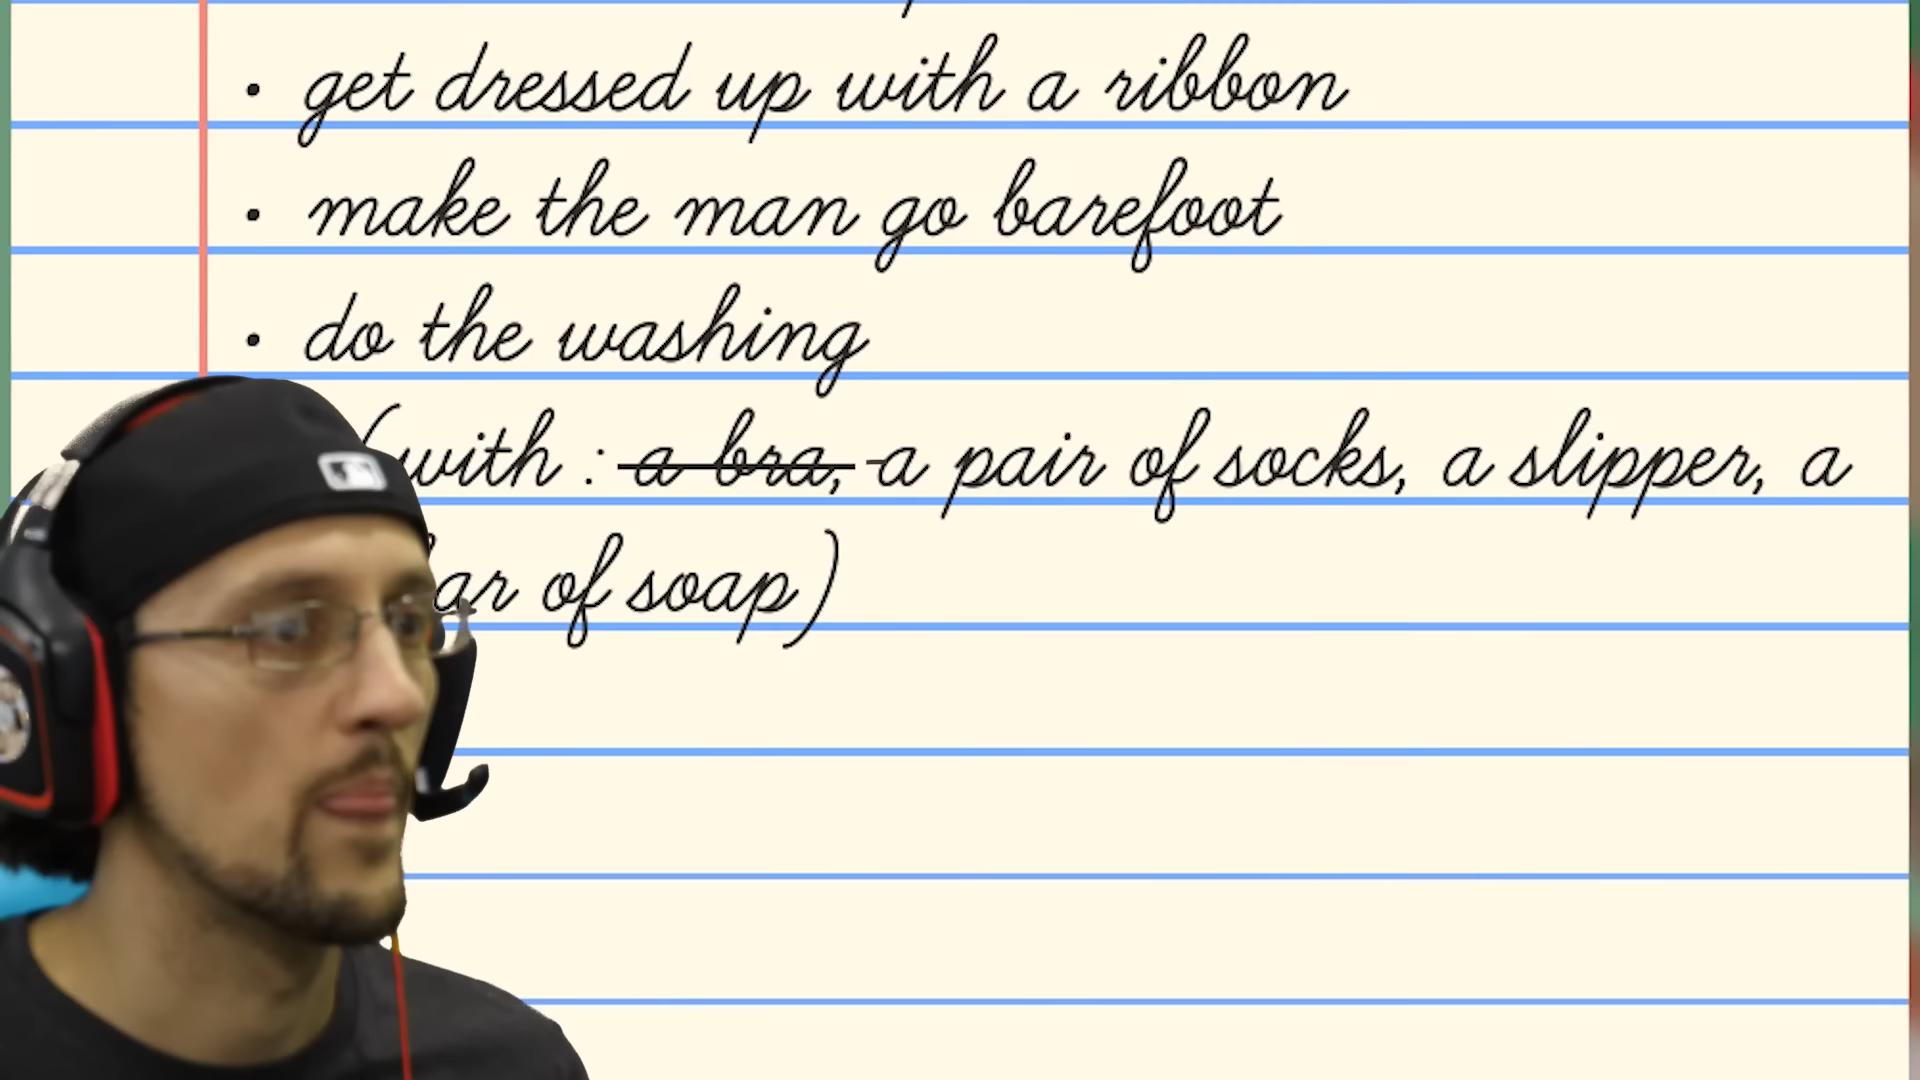 • get dressed up with a ribbon
• make the man go barefoot
• do the washing
(with : a bra, a pair of socks, a slipper, a
bar of soap)